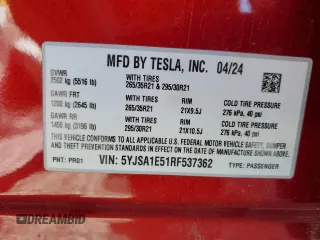 MFD BY TESLA, INC. 04/24
GVWR
2502 kg (5516 lb)
WITH TIRES
265/35R21 & 295/30R21
GAWR FRT
1200 kg (2645 lb)
WITH TIRES
265/35R21
RIM
21X9.5J
COLD TIRE PRESSURE
276 kPa, 40 psi
GAWR RR
1450 kg (3196 lb)
WITH TIRES
295/30R21
RIM
21X10.5J
COLD TIRE PRESSURE
276 kPa, 40 psi
THIS VEHICLE CONFORMS TO ALL APPLICABLE U.S. FEDERAL MOTOR VEHICLE SAFETY, BUMPER,
AND THEFT PREVENTION STANDARDS IN EFFECT ON THE DATE OF MANUFACTURE SHOWN ABOVE.
PNT: PR01
VIN: 5YJSA1E51RF537362
TYPE: PASSENGER
DREAMBID